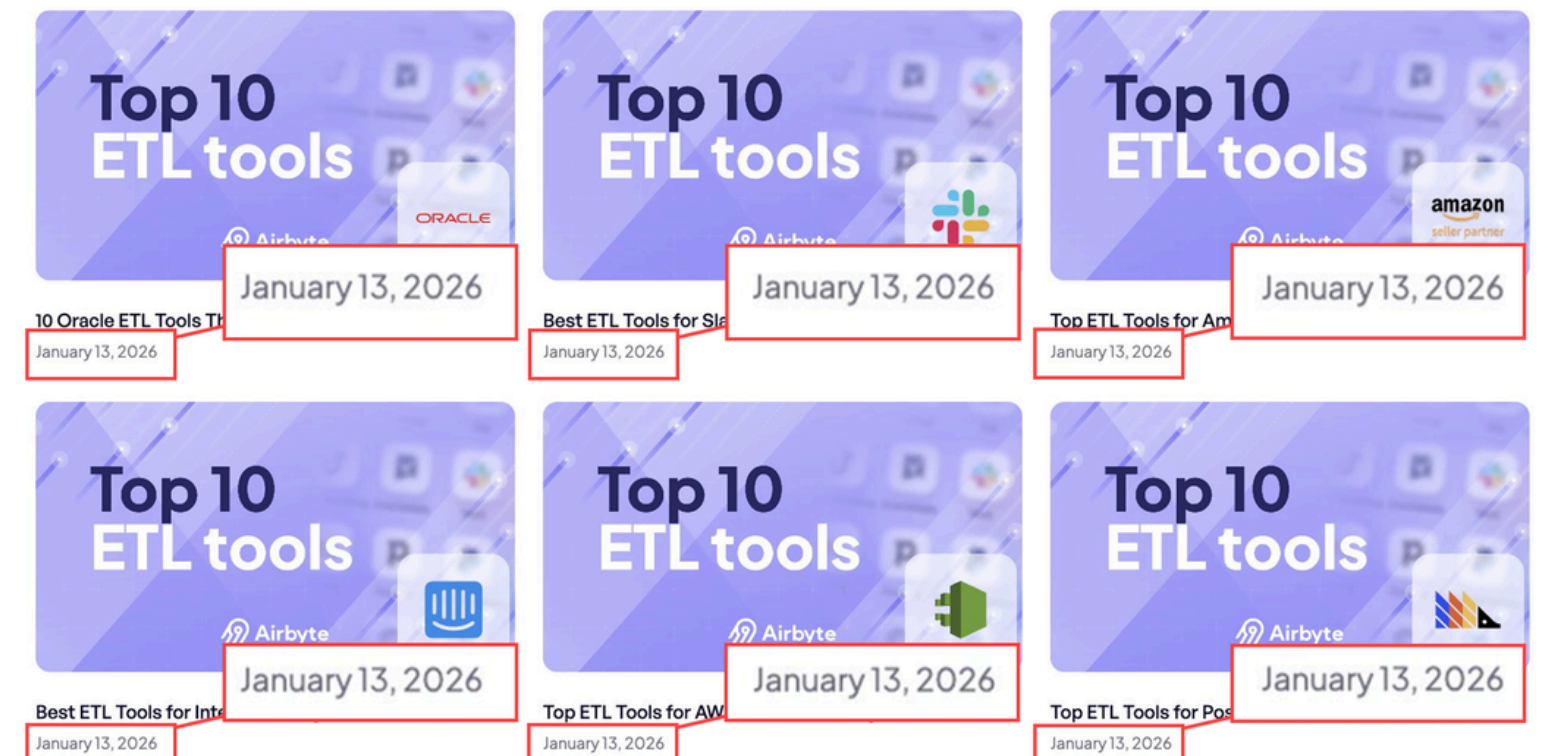 Top 10
ETL tools
ORACLE
Airbyte
January 13, 2026
10 Oracle ETL Tools Th
January 13, 2026
Top 10
ETL tools
Airbyte
January 13, 2026
Best ETL Tools for Sla
January 13, 2026
Top 10
ETL tools
amazon
seller partner
Airbyte
January 13, 2026
Top ETL Tools for Am
January 13, 2026
Top 10
ETL tools
Airbyte
January 13, 2026
Best ETL Tools for Inte
January 13, 2026
Top 10
ETL tools
Airbyte
January 13, 2026
Top ETL Tools for AW
January 13, 2026
Top 10
ETL tools
Airbyte
January 13, 2026
Top ETL Tools for Pos
January 13, 2026